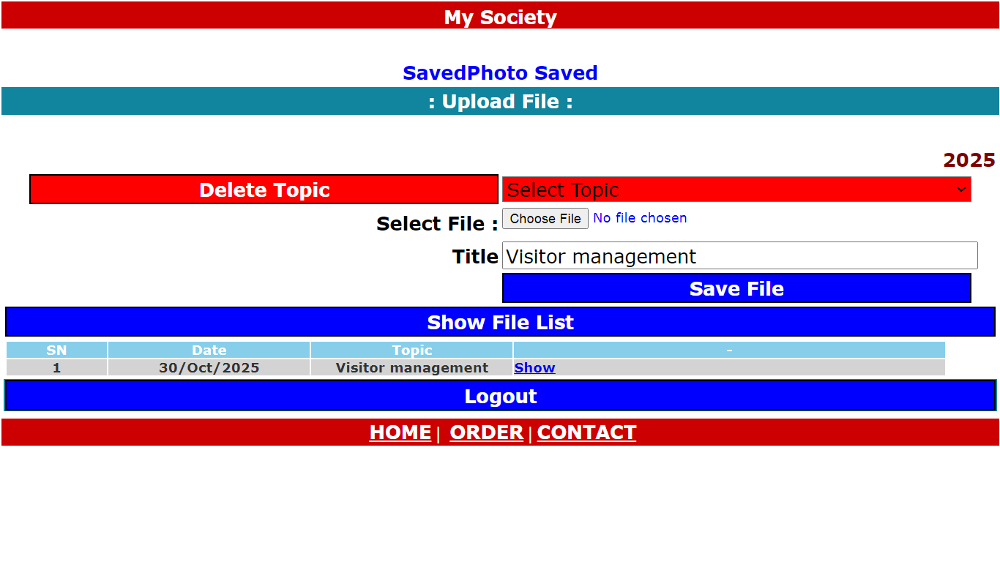 My Society
SavedPhoto Saved
: Upload File :
2025
Delete Topic Select Topic
Select File : Choose File No file chosen
Title Visitor management
Save File
Show File List
SN Date Topic -
1 30/Oct/2025 Visitor management Show
Logout
HOME | ORDER | CONTACT